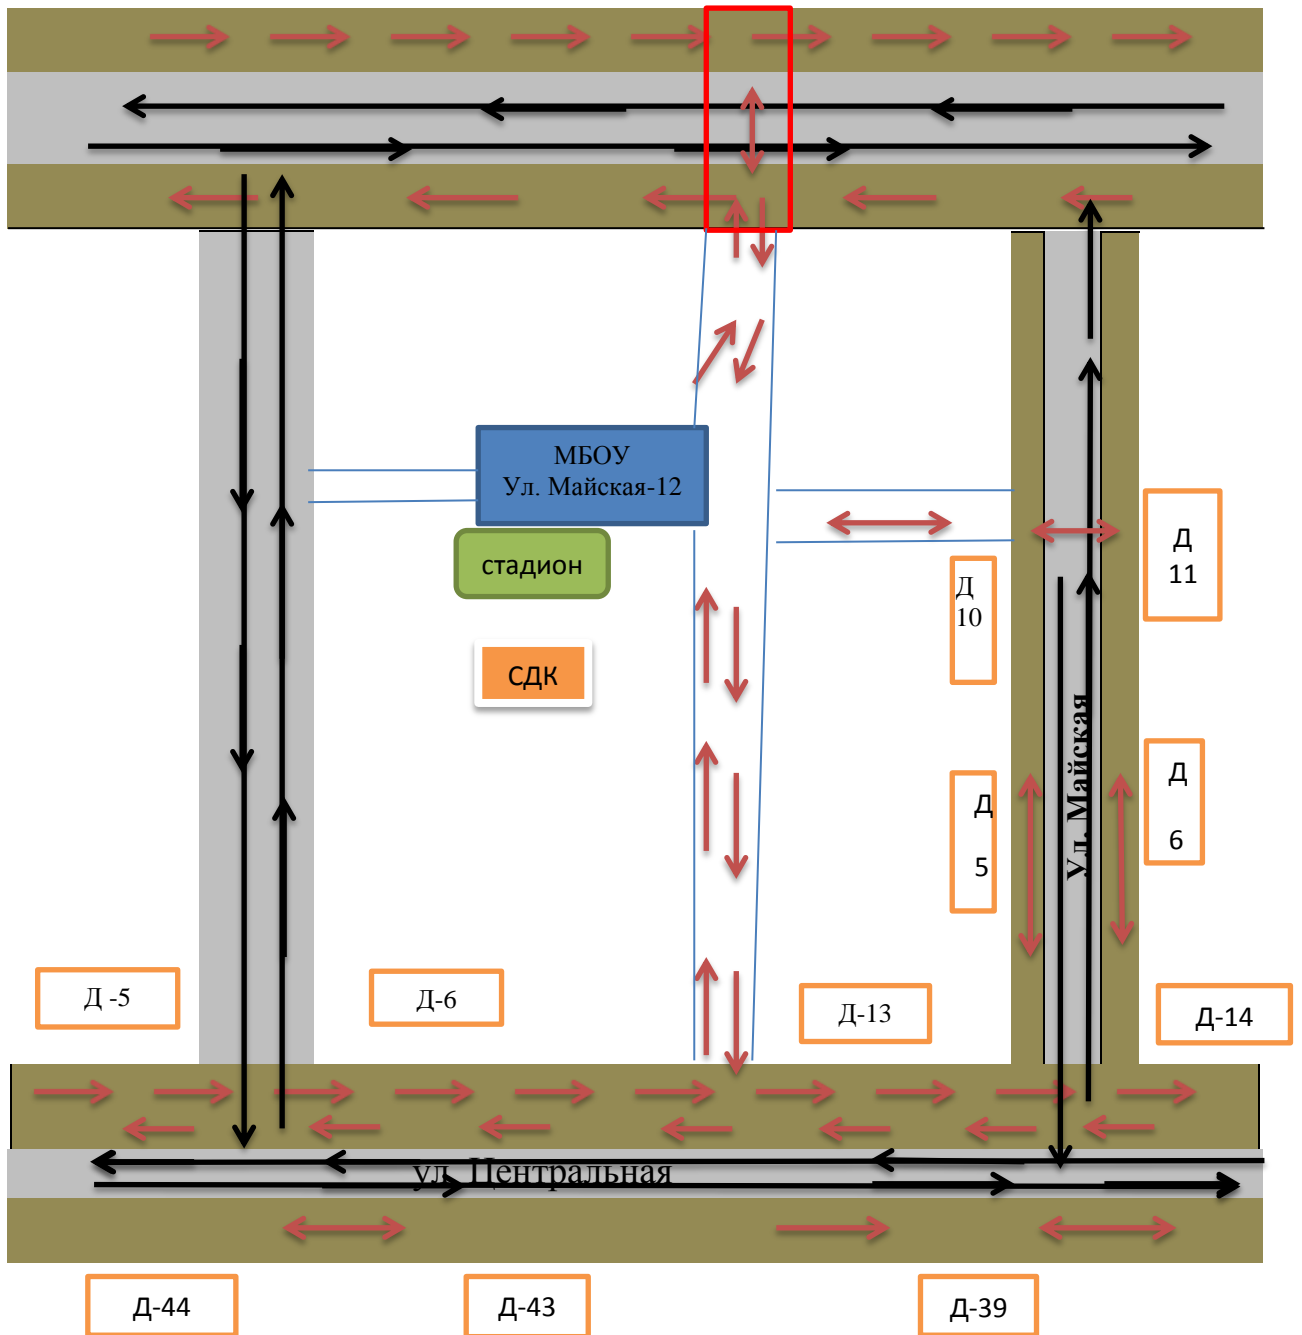 МБОУ
Ул. Майская-12
стадион
СДК
Д
11
Д
10
Ул. Майская
Д
5
Д
6
Д -5
Д-6
Д-13
Д-14
ул. Центральная
Д-44
Д-43
Д-39